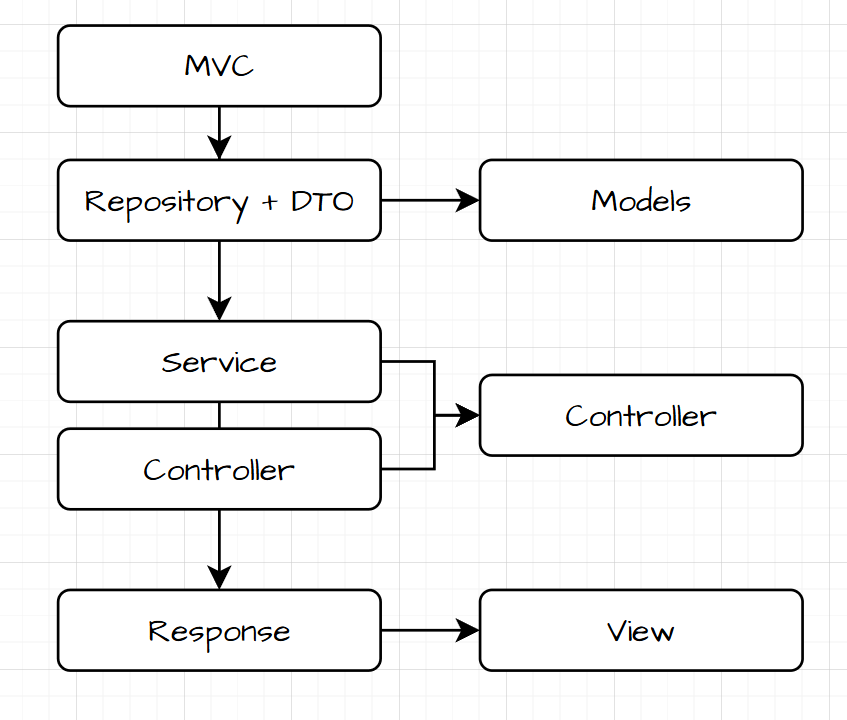 MVC
Repository + DTO
Models
Service
Controller
Controller
Response
View